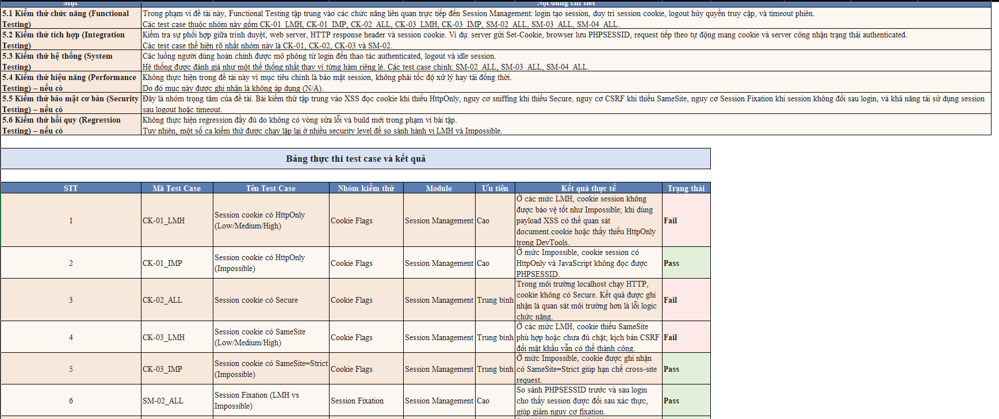 Mục Nội dung chi tiết
5.1 Kiểm thử chức năng (Functional Testing)
Trong phạm vi đề tài này, Functional Testing tập trung vào các chức năng liên quan trực tiếp đến Session Management: login tạo session, duy trì session cookie, logout hủy quyền truy cập, và timeout phiên.
Các test case thuộc nhóm này gồm CK-01_LMH, CK-01_IMP, CK-02_ALL, CK-03_LMH, CK-03_IMP, SM-02_ALL, SM-03_ALL, SM-04_ALL.
5.2 Kiểm thử tích hợp (Integration Testing)
Kiểm tra sự phối hợp giữa trình duyệt, web server, HTTP response header và session cookie. Ví dụ: server gửi Set-Cookie, browser lưu PHPSESSID, request tiếp theo tự động mang cookie và server công nhận trạng thái authenticated.
Các test case thể hiện rõ nhất nhóm này là CK-01, CK-02, CK-03 và SM-02.
5.3 Kiểm thử hệ thống (System Testing)
Các luồng người dùng hoàn chỉnh được mô phỏng từ login đến thao tác authenticated, logout và idle session.
Hệ thống được đánh giá như một thể thống nhất thay vì từng hàm riêng lẻ. Các test case chính: SM-02_ALL, SM-03_ALL, SM-04_ALL.
5.4 Kiểm thử hiệu năng (Performance Testing) – nếu có
Không thực hiện trong đề tài này vì mục tiêu chính là bảo mật session, không phải tốc độ xử lý hay tải đồng thời.
Do đó mục này được ghi nhận là không áp dụng (N/A).
5.5 Kiểm thử bảo mật cơ bản (Security Testing) – nếu có
Đây là nhóm trọng tâm của đề tài. Bài kiểm thử tập trung vào XSS đọc cookie khi thiếu HttpOnly, nguy cơ sniffing khi thiếu Secure, nguy cơ CSRF khi thiếu SameSite, nguy cơ Session Fixation khi session không đổi sau login, và khả năng tái sử dụng session
sau logout hoặc timeout.
5.6 Kiểm thử hồi quy (Regression Testing) – nếu có
Không thực hiện regression đầy đủ do không có vòng sửa lỗi và build mới trong phạm vi bài tập.
Tuy nhiên, một số ca kiểm thử được chạy lặp lại ở nhiều security level để so sánh hành vi LMH và Impossible.
Bảng thực thi test case và kết quả
STT Mã Test Case Tên Test Case Nhóm kiểm thử Module Ưu tiên Kết quả thực tế Trạng thái
1
CK-01_LMH
Session cookie có HttpOnly
(Low/Medium/High)
Cookie Flags
Session Management
Cao
Ở các mức LMH, cookie session không
được bảo vệ tốt như Impossible; khi dùng
payload XSS có thể quan sát
document.cookie hoặc thấy thiếu HttpOnly
trong DevTools.
Fail
2
CK-01_IMP
Session cookie có HttpOnly
(Impossible)
Cookie Flags
Session Management
Cao
Ở mức Impossible, cookie session có
HttpOnly và JavaScript không đọc được
PHPSESSID.
Pass
3
CK-02_ALL
Session cookie có Secure
Cookie Flags
Session Management
Trung bình
Trong môi trường localhost chạy HTTP,
cookie không có Secure. Kết quả được ghi
nhận là quan sát môi trường hơn là lỗi logic
chức năng.
Fail
4
CK-03_LMH
Session cookie có SameSite
(Low/Medium/High)
Cookie Flags
Session Management
Trung bình
Ở các mức LMH, cookie thiếu SameSite
phù hợp hoặc chưa đủ chặt; kịch bản CSRF
đổi mật khẩu vẫn có thể thành công.
Fail
5
CK-03_IMP
Session cookie có SameSite=Strict
(Impossible)
Cookie Flags
Session Management
Trung bình
Ở mức Impossible, cookie được ghi nhận
có SameSite=Strict giúp hạn chế cross-site
request.
Pass
6
SM-02_ALL
Session Fixation (LMH vs
Impossible)
Session Fixation
Session Management
Cao
So sánh PHPSESSID trước và sau login
cho thấy session được đổi sau xác thực,
giúp giảm nguy cơ fixation.
Pass